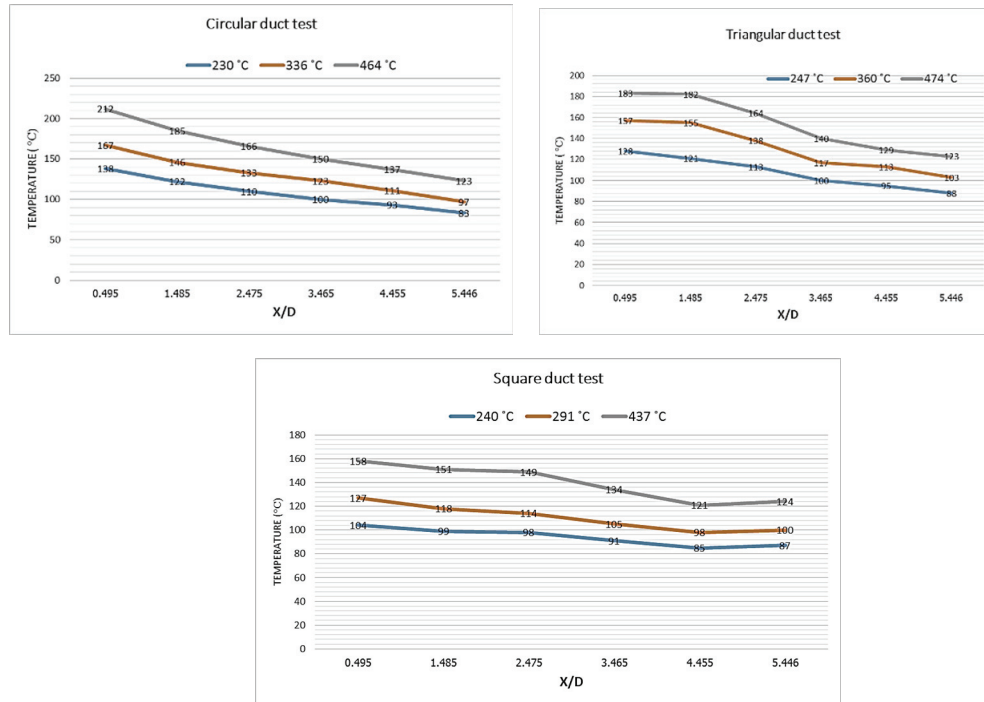 Circular duct test
230 ˚C 336 ˚C 464 ˚C
250
200
150
100
50
0
TEMPERATURE ( °C)
212 185 166 150 137 123
167 146 133 123 111 97
138 122 110 100 93 83
0.495 1.485 2.475 3.465 4.455 5.446
X/D
Triangular duct test
247 ˚C 360 ˚C 474 ˚C
200
180
160
140
120
100
80
60
40
20
0
TEMPERATURE ( °C)
183 182 164 140 129 123
157 155 138 117 113 103
128 121 113 100 95 88
0.495 1.485 2.475 3.465 4.455 5.446
X/D
Square duct test
240 ˚C 291 ˚C 437 ˚C
180
160
140
120
100
80
60
40
20
0
TEMPERATURE (°C)
158 151 149 134 121 124
127 118 114 105 98 100
104 99 98 91 85 87
0.495 1.485 2.475 3.465 4.455 5.446
X/D